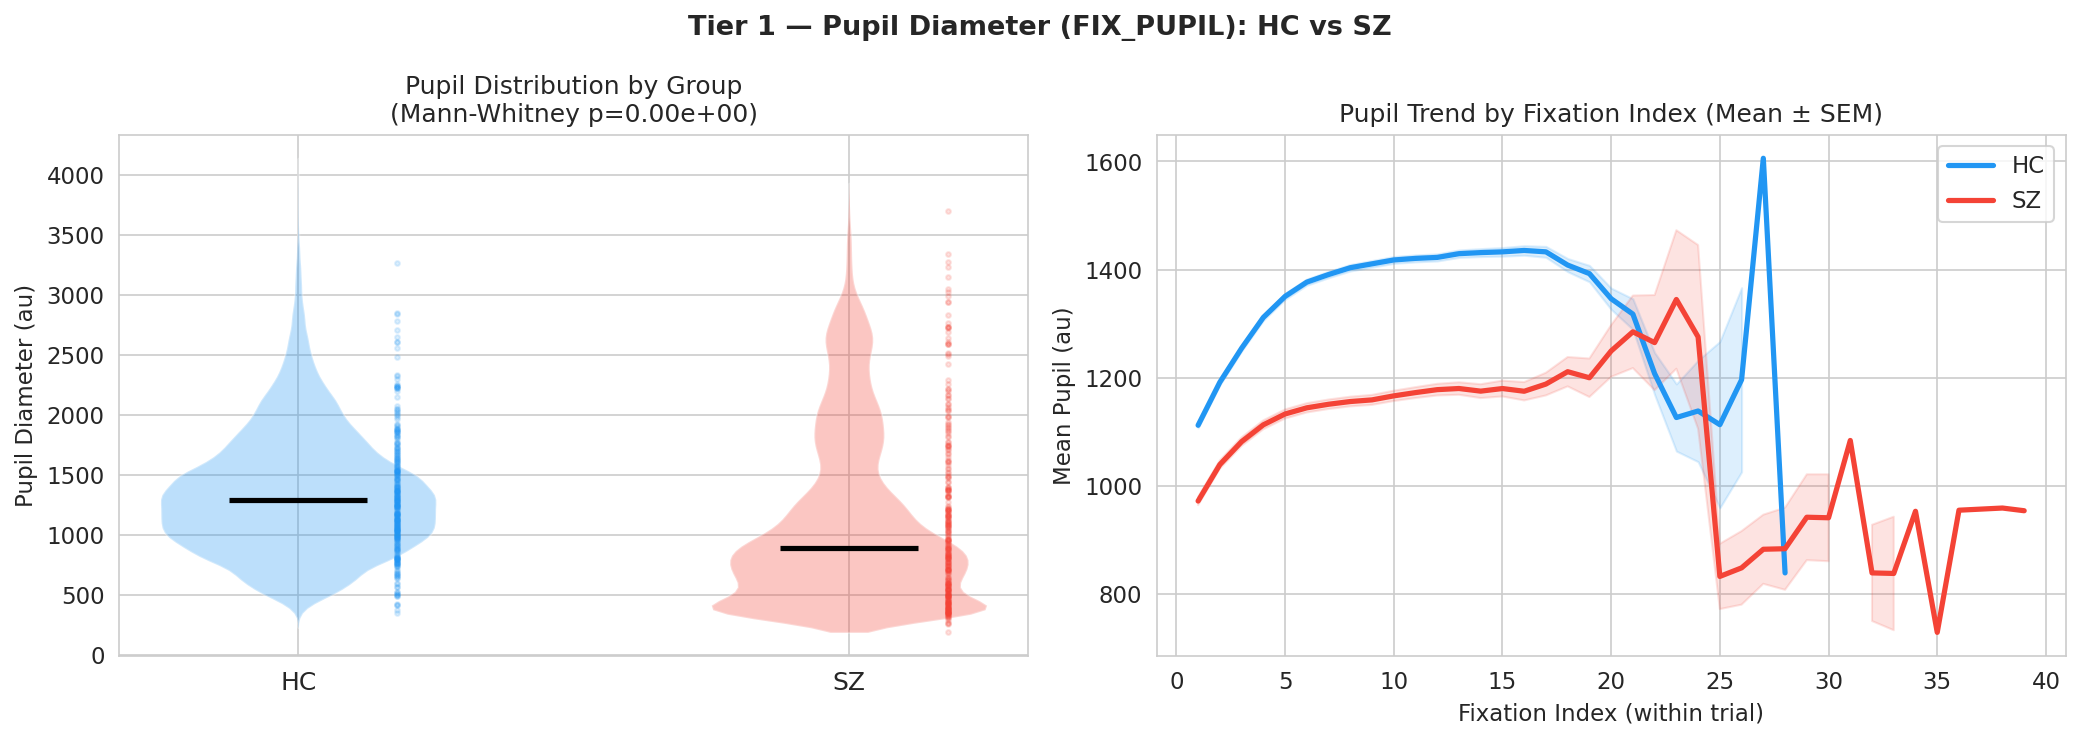 Tier 1 — Pupil Diameter (FIX_PUPIL): HC vs SZ
Pupil Distribution by Group
(Mann-Whitney p=0.00e+00)
Pupil Diameter (au)
4000
3500
3000
2500
2000
1500
1000
500
0
HC
SZ
Pupil Trend by Fixation Index (Mean ± SEM)
Mean Pupil (au)
1600
1400
1200
1000
800
HC
SZ
0 5 10 15 20 25 30 35 40
Fixation Index (within trial)